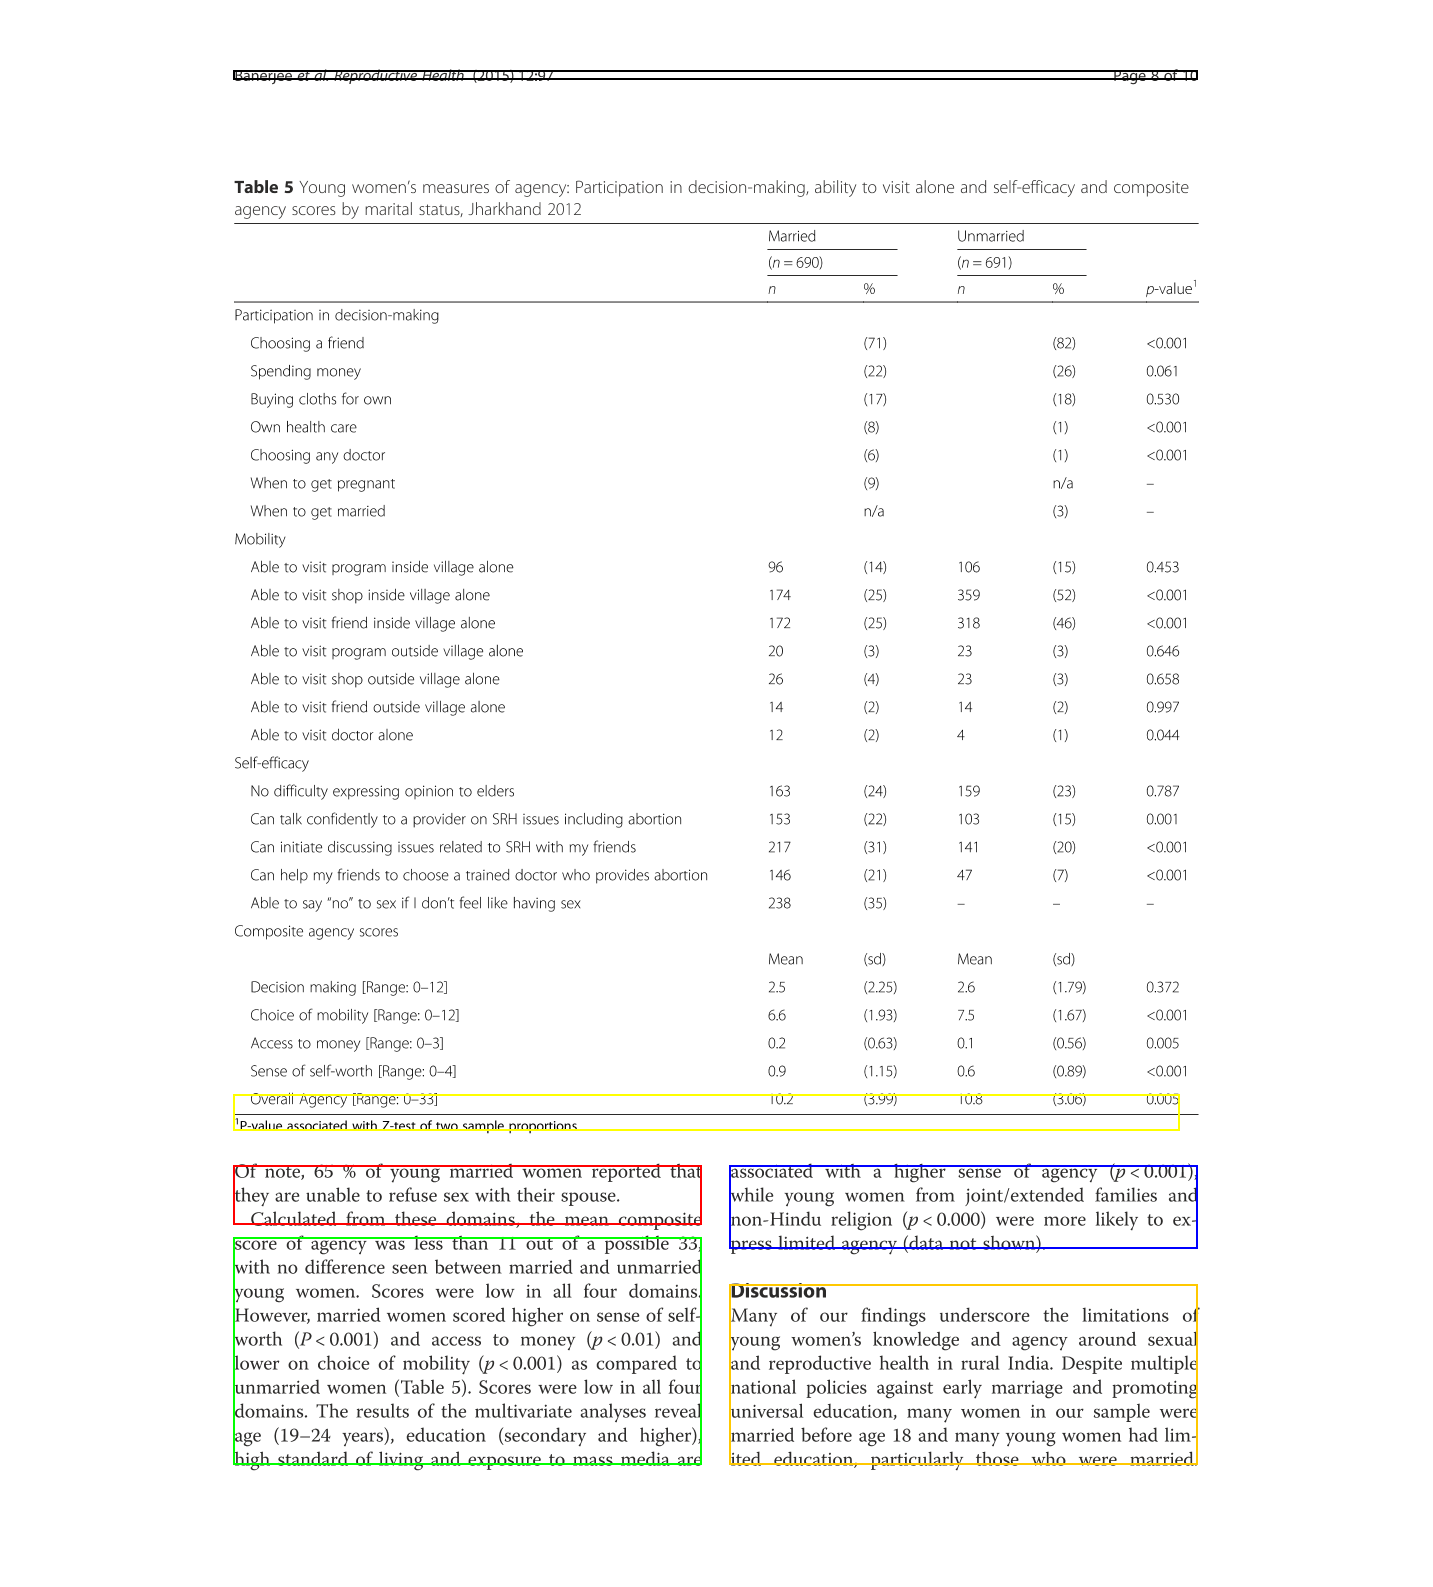 Banerjee et al. Reproductive Health (2015) 12:97 Page 8 of 10
Table 5 Young women's measures of agency: Participation in decision-making, ability to visit alone and self-efficacy and composite
agency scores by marital status, Jharkhand 2012
Married Unmarried
(n = 690) (n = 691)
n % n % p-value1
Participation in decision-making
Choosing a friend (71) (82) <0.001
Spending money (22) (26) 0.061
Buying cloths for own (17) (18) 0.530
Own health care (8) (1) <0.001
Choosing any doctor (6) (1) <0.001
When to get pregnant (9) n/a –
When to get married n/a (3) –
Mobility
Able to visit program inside village alone 96 (14) 106 (15) 0.453
Able to visit shop inside village alone 174 (25) 359 (52) <0.001
Able to visit friend inside village alone 172 (25) 318 (46) <0.001
Able to visit program outside village alone 20 (3) 23 (3) 0.646
Able to visit shop outside village alone 26 (4) 23 (3) 0.658
Able to visit friend outside village alone 14 (2) 14 (2) 0.997
Able to visit doctor alone 12 (2) 4 (1) 0.044
Self-efficacy
No difficulty expressing opinion to elders 163 (24) 159 (23) 0.787
Can talk confidently to a provider on SRH issues including abortion 153 (22) 103 (15) 0.001
Can initiate discussing issues related to SRH with my friends 217 (31) 141 (20) <0.001
Can help my friends to choose a trained doctor who provides abortion 146 (21) 47 (7) <0.001
Able to say "no" to sex if I don't feel like having sex 238 (35) – – –
Composite agency scores
Mean (sd) Mean (sd)
Decision making [Range: 0–12] 2.5 (2.25) 2.6 (1.79) 0.372
Choice of mobility [Range: 0–12] 6.6 (1.93) 7.5 (1.67) <0.001
Access to money [Range: 0–3] 0.2 (0.63) 0.1 (0.56) 0.005
Sense of self-worth [Range: 0–4] 0.9 (1.15) 0.6 (0.89) <0.001
Overall Agency [Range: 0–33] 10.2 (3.99) 10.8 (3.06) 0.005
1P-value associated with Z-test of two sample proportions
Of note, 65 % of young married women reported that
they are unable to refuse sex with their spouse.
Calculated from these domains, the mean composite
score of agency was less than 11 out of a possible 33,
with no difference seen between married and unmarried
young women. Scores were low in all four domains.
However, married women scored higher on sense of self-
worth (P < 0.001) and access to money (p < 0.01) and
lower on choice of mobility (p < 0.001) as compared to
unmarried women (Table 5). Scores were low in all four
domains. The results of the multivariate analyses reveal
age (19–24 years), education (secondary and higher),
high standard of living and exposure to mass media are
associated with a higher sense of agency (p < 0.001),
while young women from joint/extended families and
non-Hindu religion (p < 0.000) were more likely to ex-
press limited agency (data not shown).
Discussion
Many of our findings underscore the limitations of
young women's knowledge and agency around sexual
and reproductive health in rural India. Despite multiple
national policies against early marriage and promoting
universal education, many women in our sample were
married before age 18 and many young women had lim-
ited education, particularly those who were married.